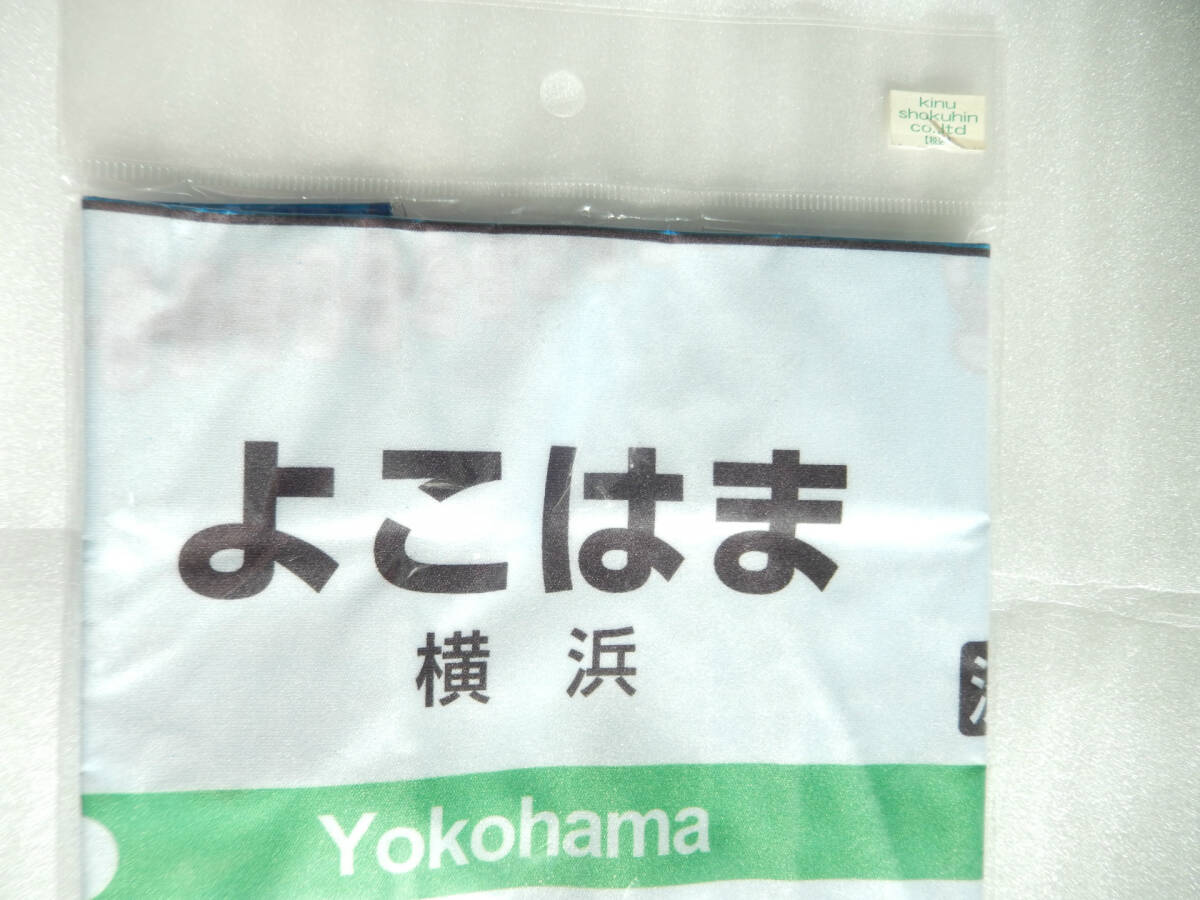 kinu
shokuhin
co.,ltd
よこはま
横浜
Yokohama